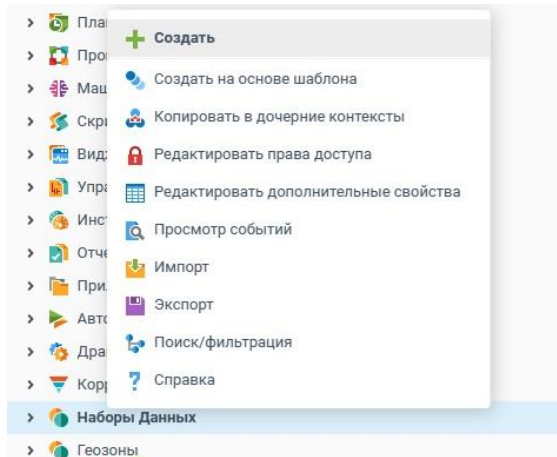 Создать
Создать на основе шаблона
Копировать в дочерние контексты
Редактировать права доступа
Редактировать дополнительные свойства
Просмотр событий
Импорт
Экспорт
Поиск/фильтрация
Справка
Наборы Данных
Геозоны